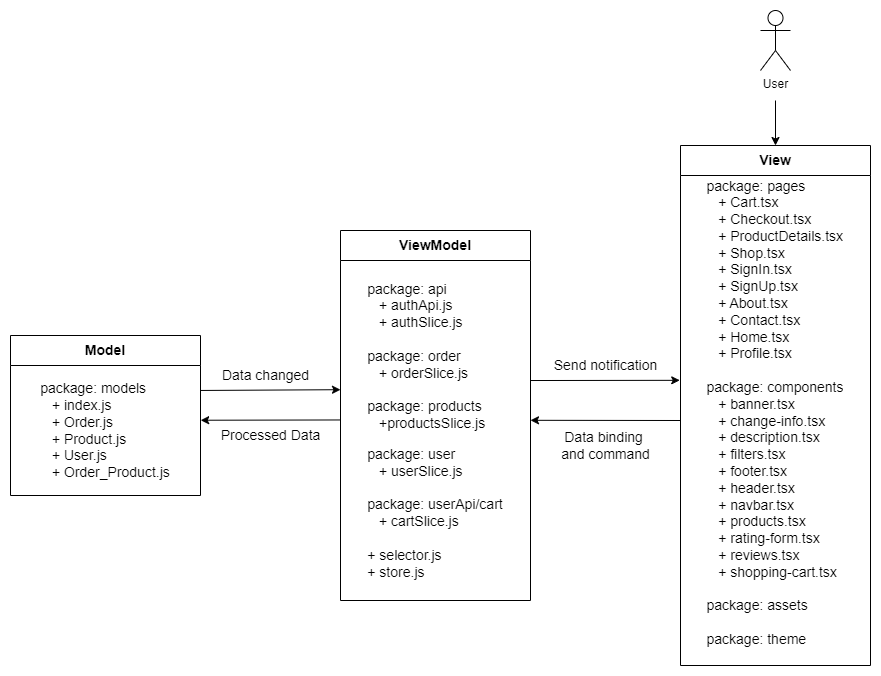 User
View
package: pages
+ Cart.tsx
+ Checkout.tsx
+ ProductDetails.tsx
+ Shop.tsx
+ SignIn.tsx
+ SignUp.tsx
+ About.tsx
+ Contact.tsx
+ Home.tsx
+ Profile.tsx
package: components
+ banner.tsx
+ change-info.tsx
+ description.tsx
+ filters.tsx
+ footer.tsx
+ header.tsx
+ navbar.tsx
+ products.tsx
+ rating-form.tsx
+ reviews.tsx
+ shopping-cart.tsx
package: assets
package: theme
Send notification
Data binding
and command
ViewModel
package: api
+ authApi.js
+ authSlice.js
package: order
+ orderSlice.js
package: products
+productsSlice.js
package: user
+ userSlice.js
package: userApi/cart
+ cartSlice.js
+ selector.js
+ store.js
Data changed
Processed Data
Model
package: models
+ index.js
+ Order.js
+ Product.js
+ User.js
+ Order_Product.js